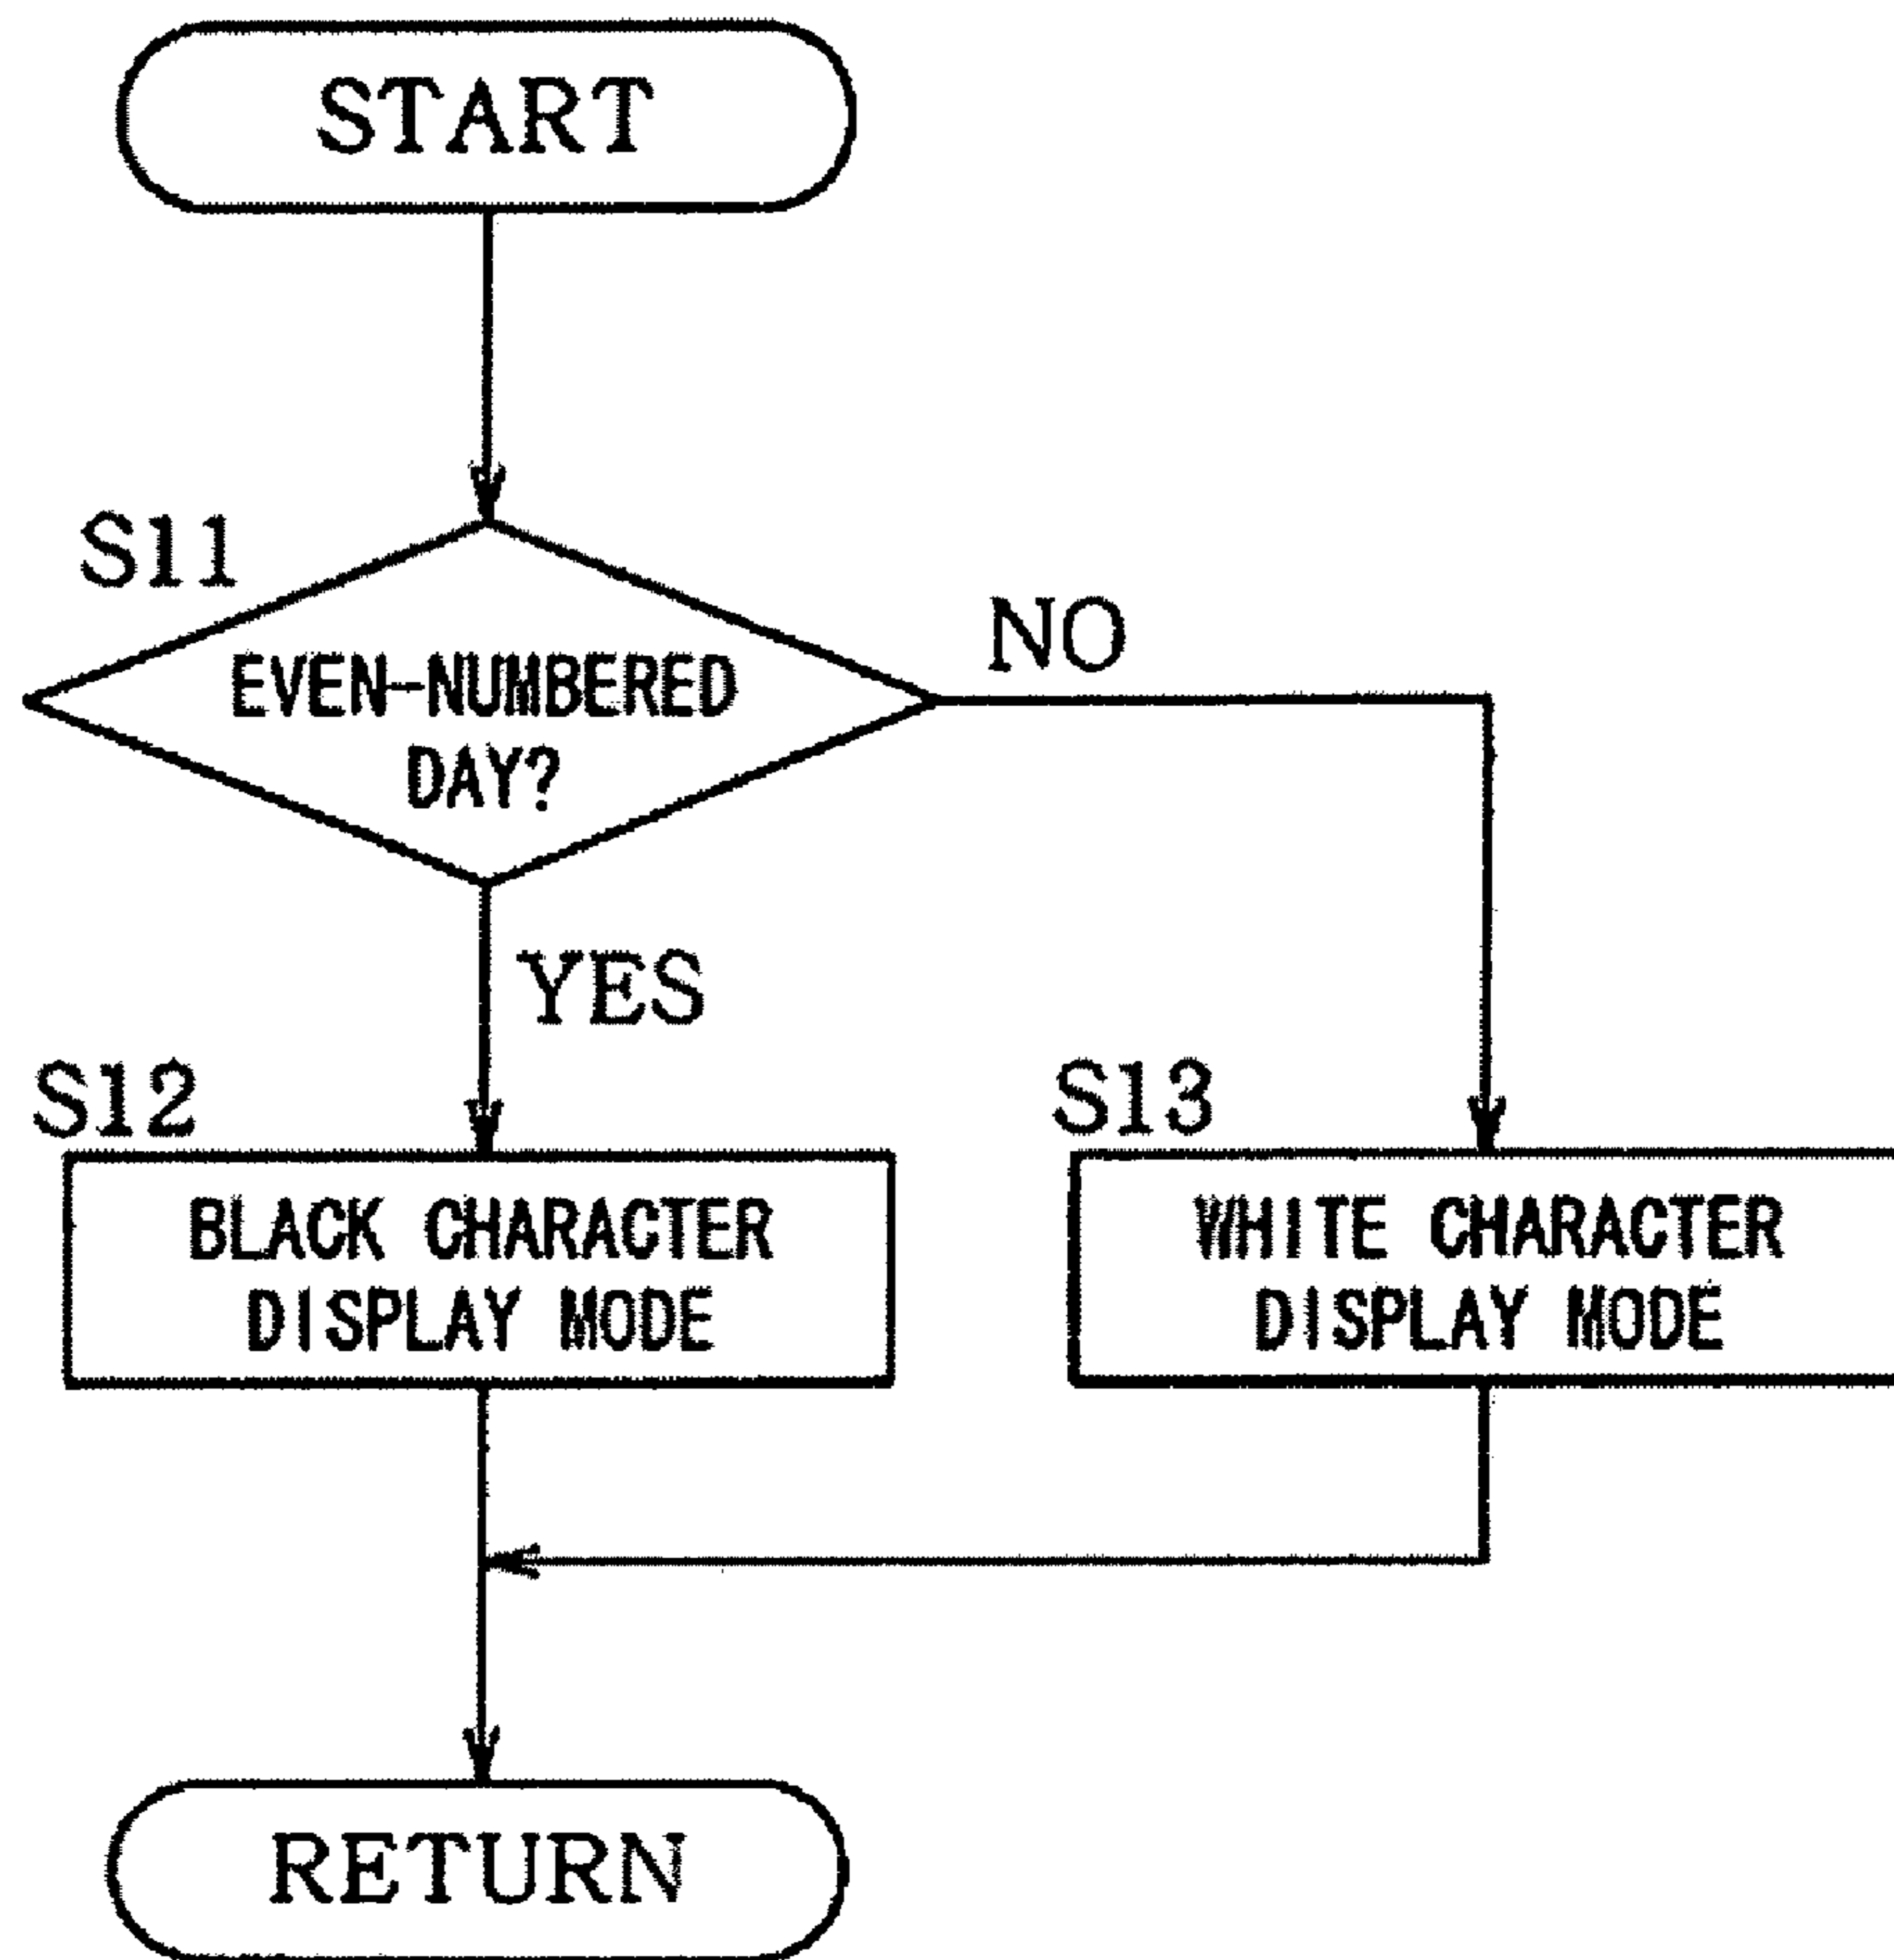 START
S11
NO
EVEN-NUMBERED
DAY?
YES
S12
S13
BLACK CHARACTER
DISPLAY MODE
WHITE CHARACTER
DISPLAY MODE
RETURN